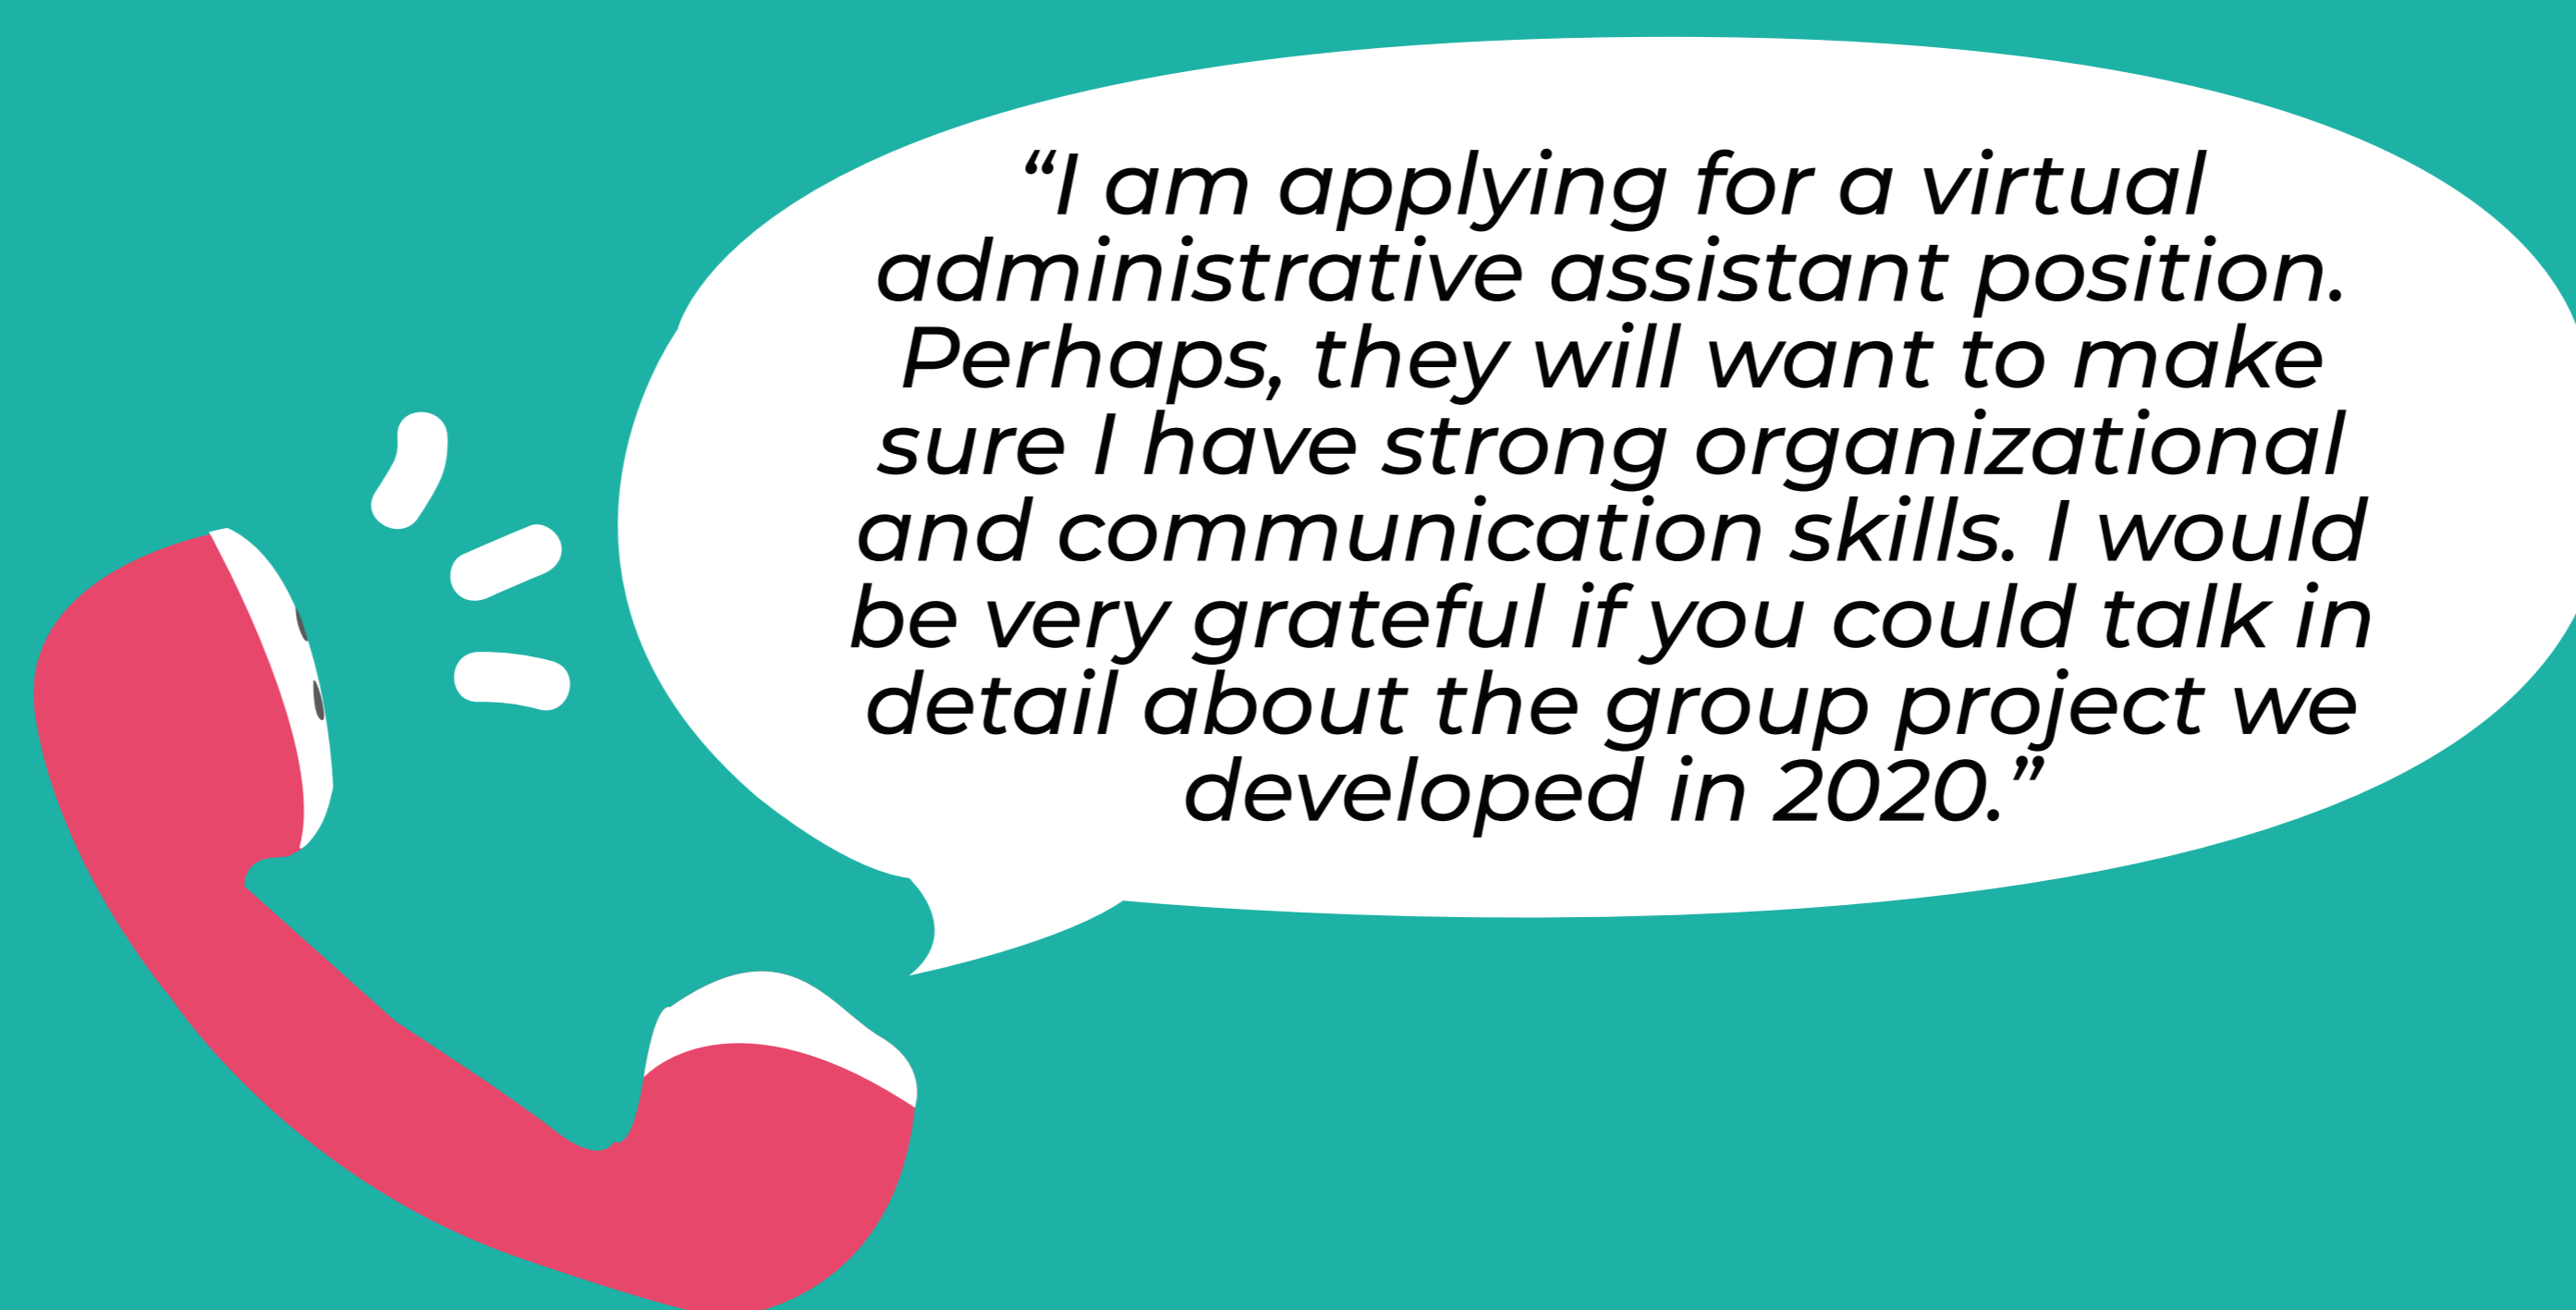 “I am applying for a virtual
administrative assistant position.
Perhaps, they will want to make
sure I have strong organizational
and communication skills. I would
be very grateful if you could talk in
detail about the group project we
developed in 2020.”